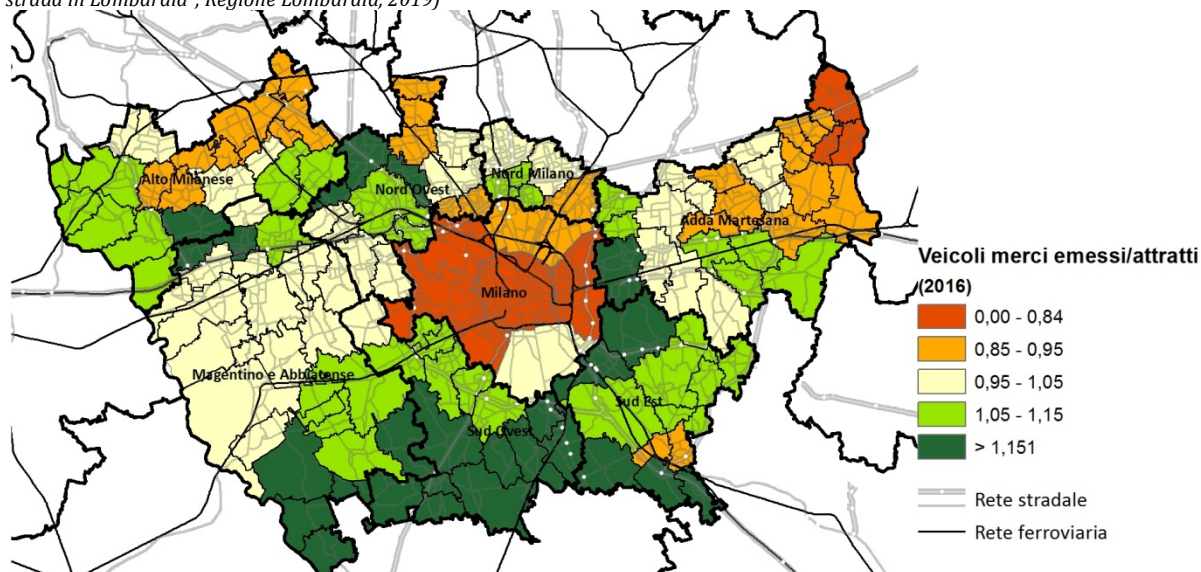 strada in Lombardia", Regione Lombardia, 2019)
Alto Milanese
Nord Ovest
Nord Milano
Adda Martesana
Milano
Magentino e Abbiatense
Sud Est
Sud Ovest
Veicoli merci emessi/attratti
(2016)
0,00 - 0,84
0,85 - 0,95
0,95 - 1,05
1,05 - 1,15
> 1,151
Rete stradale
Rete ferroviaria